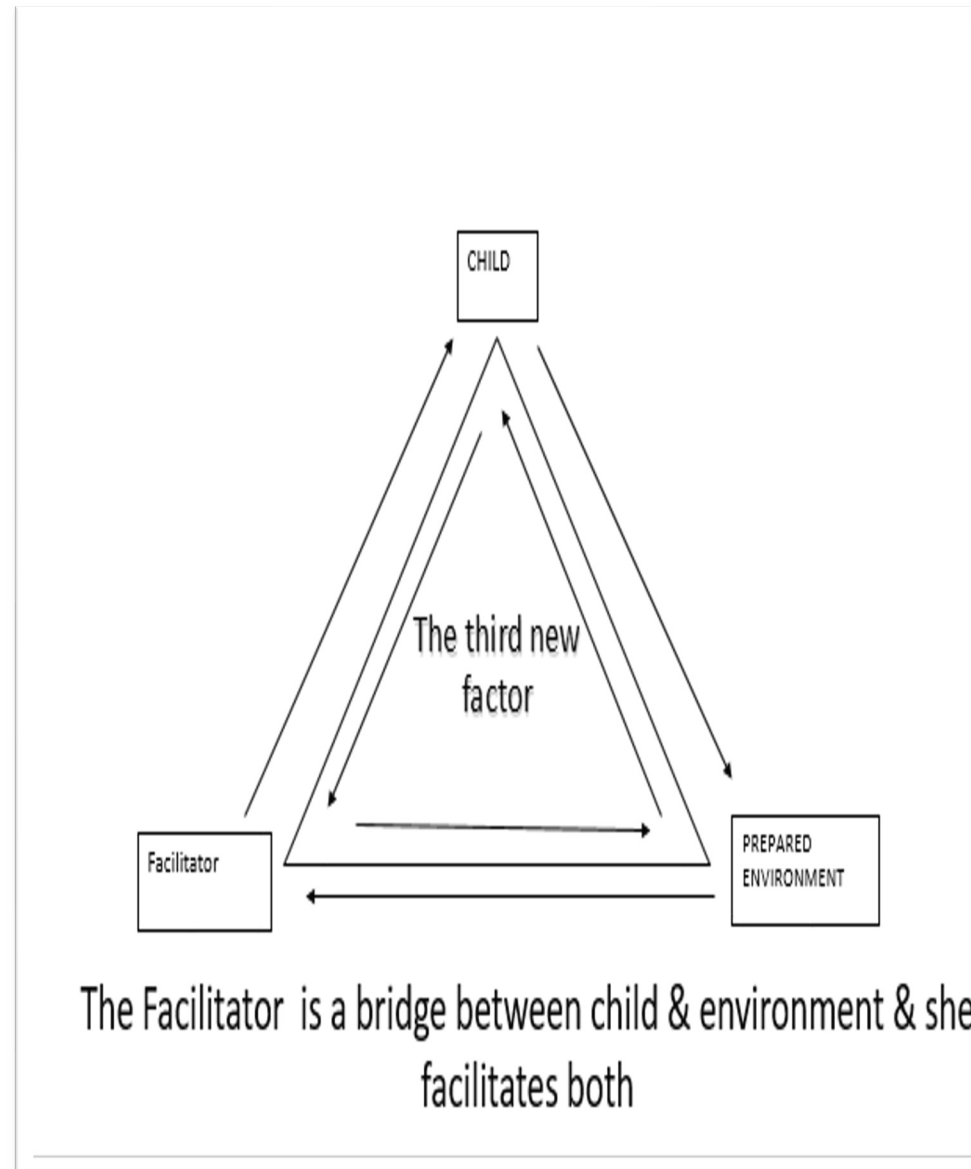 CHILD
The third new
factor
Facilitator
PREPARED
ENVIRONMENT
The Facilitator is a bridge between child & environment & she
facilitates both